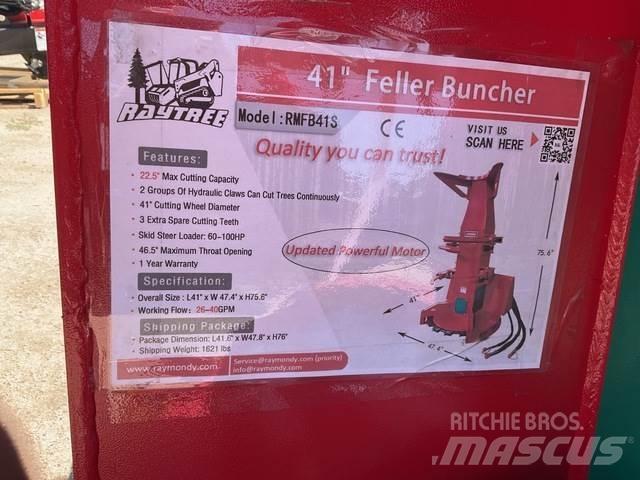 RAYTREE
41" Feller Buncher
Model:RMFB41S
CE
VISIT US
SCAN HERE
Quality you can trust!
Features:
• 22.5" Max Cutting Capacity
• 2 Groups Of Hydraulic Claws Can Cut Trees Continuously
• 41" Cutting Wheel Diameter
• 3 Extra Spare Cutting Teeth
• Skid Steer Loader: 60-100HP
• 46.5" Maximum Throat Opening
• 1 Year Warranty
Updated Powerful Motor
75.6"
41"
47.4"
Specification:
• Overall Size : L41" x W 47.4" x H75.6"
• Working Flow: 26-40GPM
Shipping Package:
• Package Dimension: L41.6" x W47.8" x H76"
• Shipping Weight: 1621 lbs
www.raymondy.com
Service@raymondy.com (priority)
info@raymondy.com
RITCHIE BROS.
MASCUS